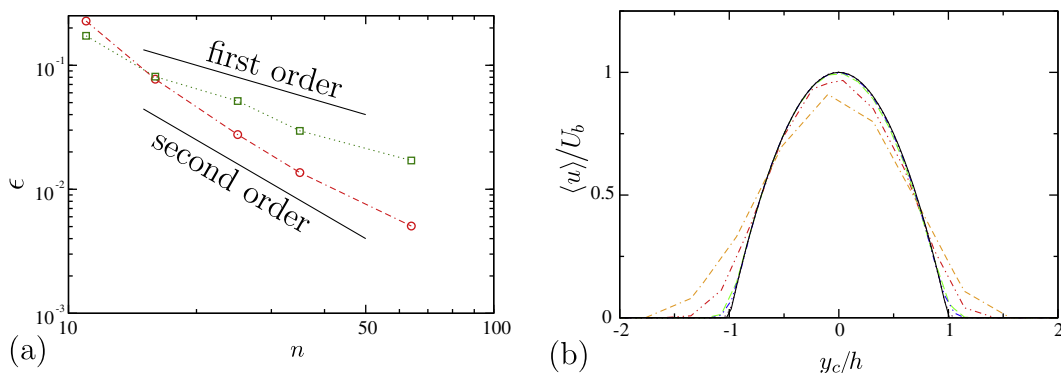 10⁻¹
10⁻²
10⁻³
ϵ
first order
second order
10
50
100
n
(a)
⟨u⟩/U_b
1
0.5
0
-2
-1
0
1
2
y_c/h
(b)